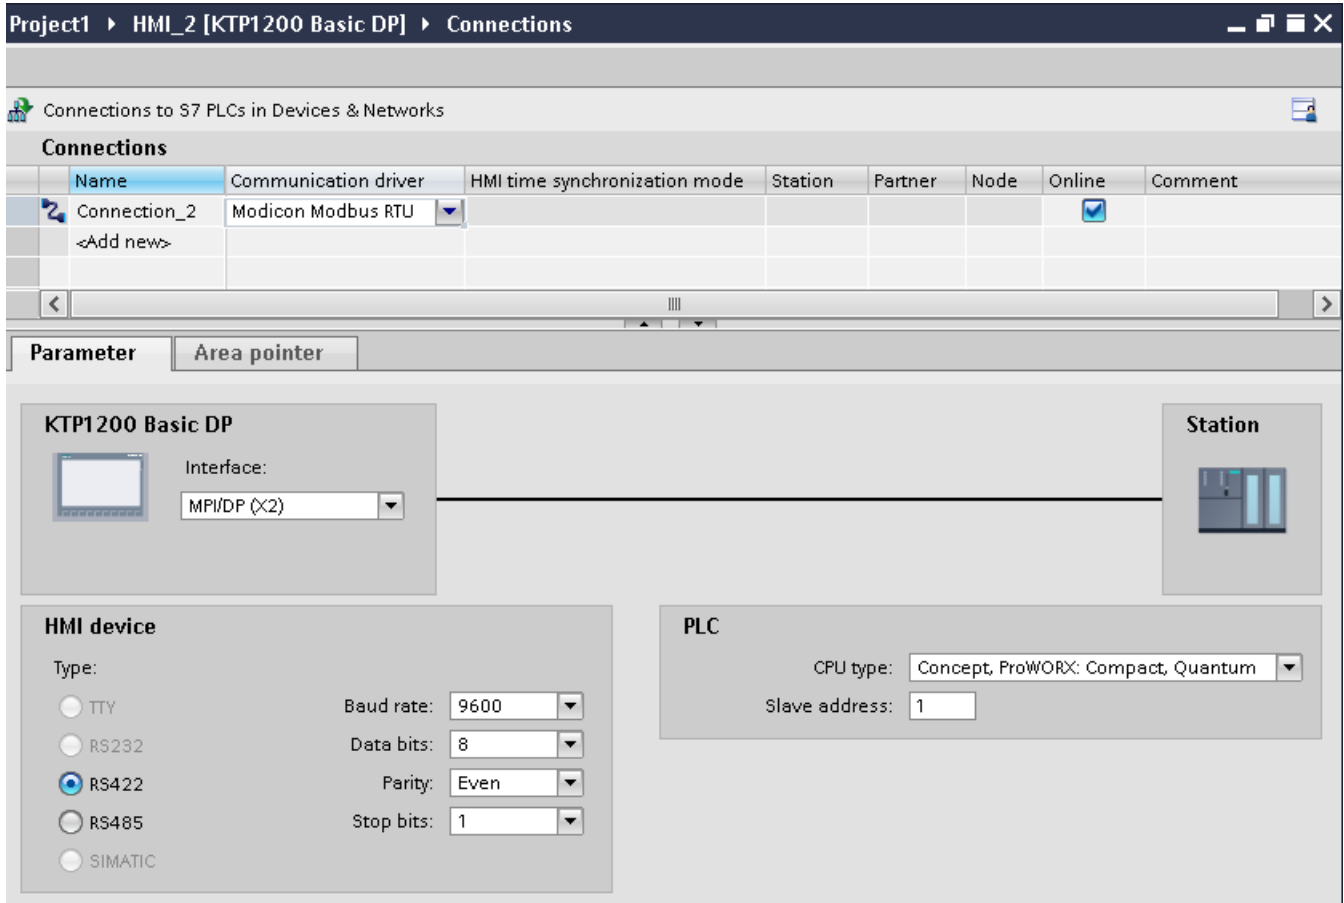 Project1 ▸ HMI_2 [KTP1200 Basic DP] ▸ Connections
Connections to S7 PLCs in Devices & Networks
Connections
Name Communication driver HMI time synchronization mode Station Partner Node Online Comment
Connection_2 Modicon Modbus RTU
<Add new>
Parameter Area pointer
KTP1200 Basic DP
Interface:
MPI/DP (X2)
Station
HMI device
Type:
TTY
RS232
RS422
RS485
SIMATIC
Baud rate: 9600
Data bits: 8
Parity: Even
Stop bits: 1
PLC
CPU type: Concept, ProWORX: Compact, Quantum
Slave address: 1